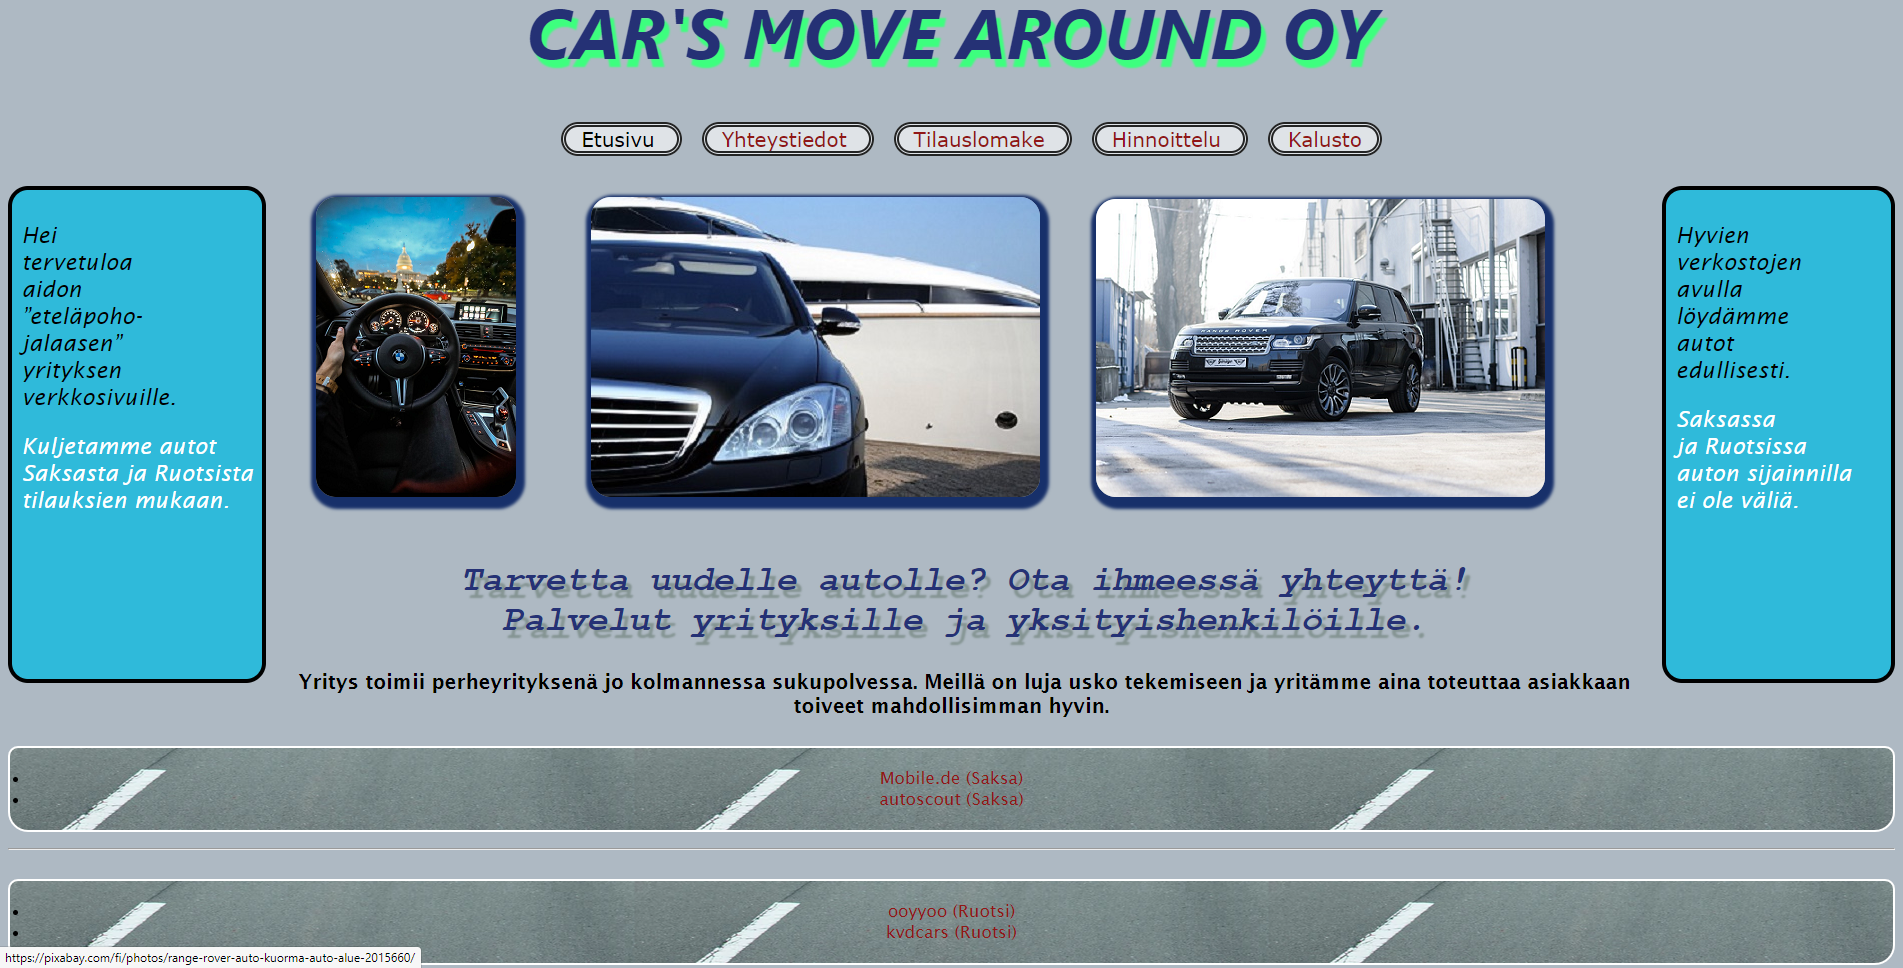 CAR'S MOVE AROUND OY
Etusivu
Yhteystiedot
Tilauslomake
Hinnoittelu
Kalusto
Hei
tervetuloa
aidon
"eteläpoho-
jalaasen"
yrityksen
verkkosivuille.
Kuljetamme autot
Saksasta ja Ruotsista
tilauksien mukaan.
RANGE ROVER
Hyvien
verkostojen
avulla
löydämme
autot
edullisesti.
Saksassa
ja Ruotsissa
auton sijainnilla
ei ole väliä.
Tarvetta uudelle autolle? Ota ihmeessä yhteyttä!
Palvelut yrityksille ja yksityishenkilöille.
Yritys toimii perheyrityksenä jo kolmannessa sukupolvessa. Meillä on luja usko tekemiseen ja yritämme aina toteuttaa asiakkaan
toiveet mahdollisimman hyvin.
Mobile.de (Saksa)
autoscout (Saksa)
ooyyoo (Ruotsi)
kvdcars (Ruotsi)
https://pixabay.com/fi/photos/range-rover-auto-kuorma-auto-alue-2015660/